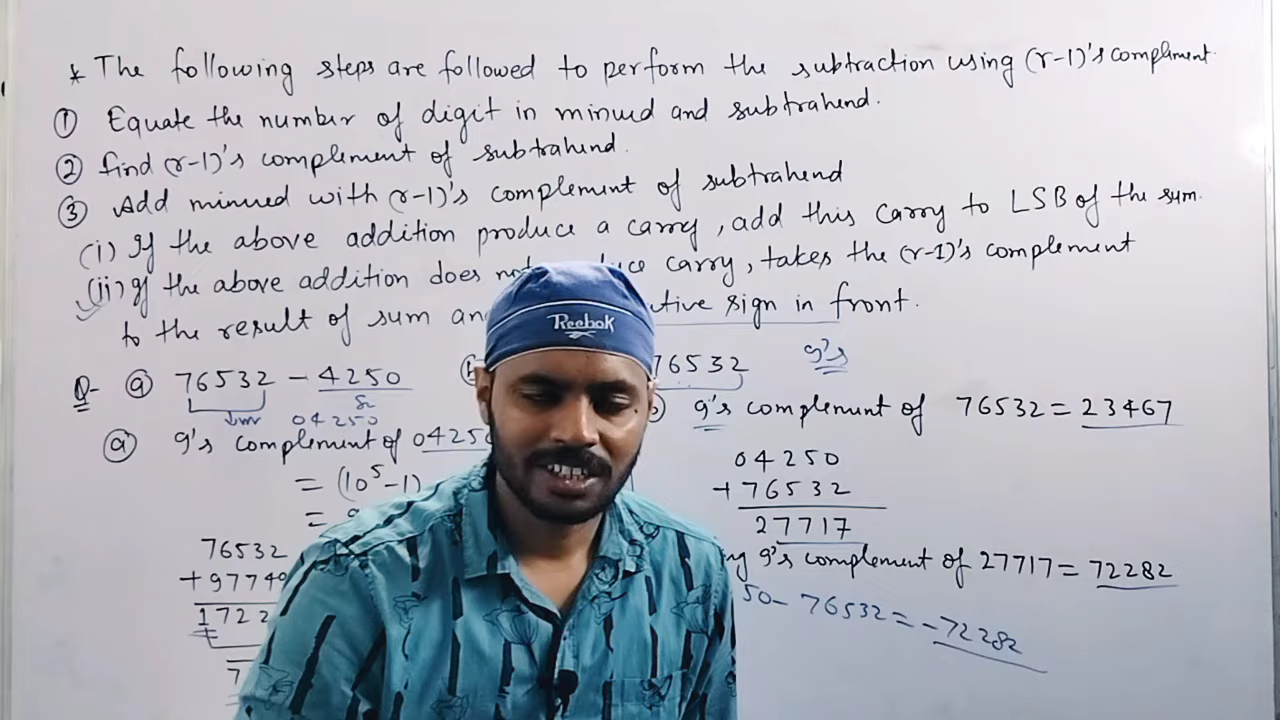 * The following steps are followed to perform the subtraction using (r-1)'s compliment.
① Equate the number of digit in minued and subtrahend.
② find (r-1)'s complement of subtrahend.
③ Add minued with (r-1)'s complement of subtrahend
(i) If the above addition produce a carry, add this carry to LSB of the sum.
(ii) If the above addition does not uce carry, takes the (r-1)'s complement
to the result of sum an tive sign in front.
Reebok
Q- ⓐ 76532 - 4250
04250
76532 9's
ⓐ 9's complement of 0425
= (10⁵-1)
=
76532
+9774
1722
7
9's complement of 76532 = 23467
04250
+76532
27717
9's complement of 27717 = 72282
50- 76532 = -72282